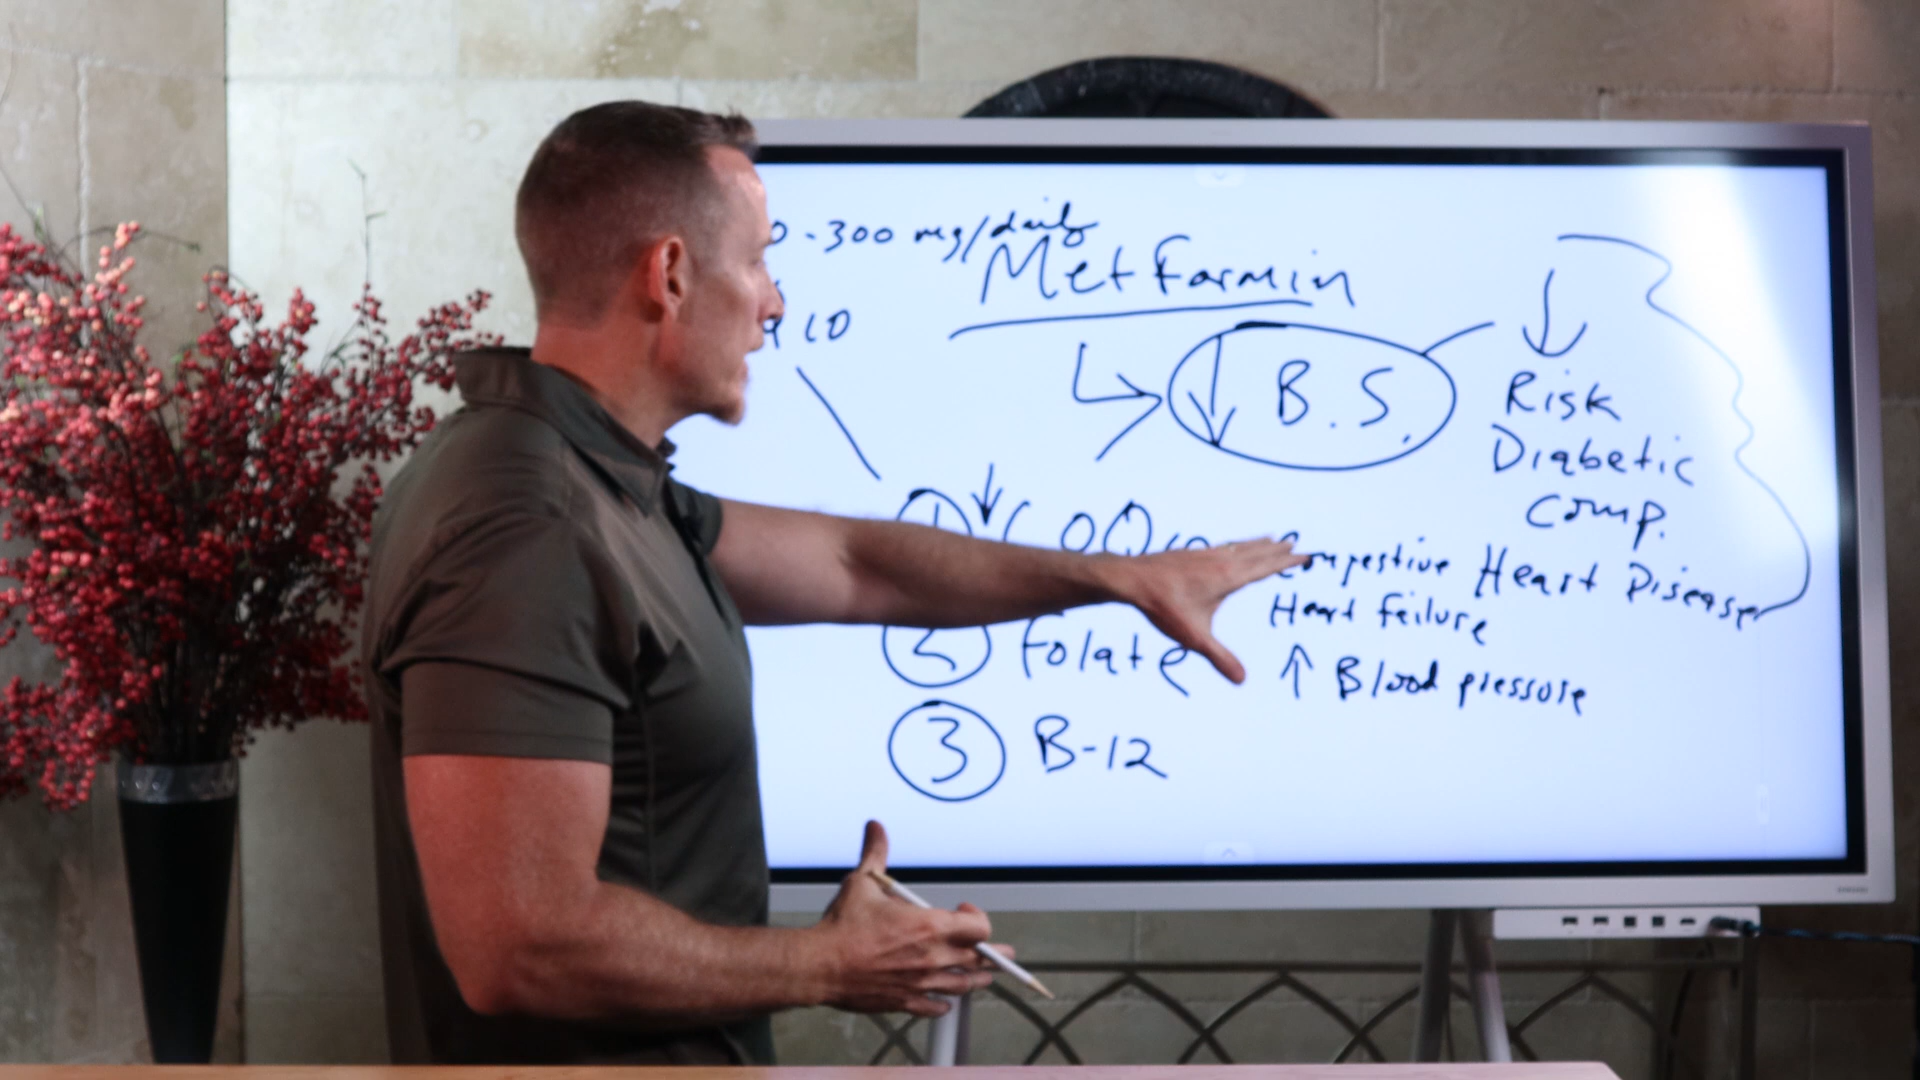 0-300 mg/daily
Metformin
10
↓ B.S.
↓
Risk
Diabetic
Comp.
1 ↓ COQ10
Congestive Heart Disease
Heart Failure
2 Folate
↑ Blood pressure
3 B-12